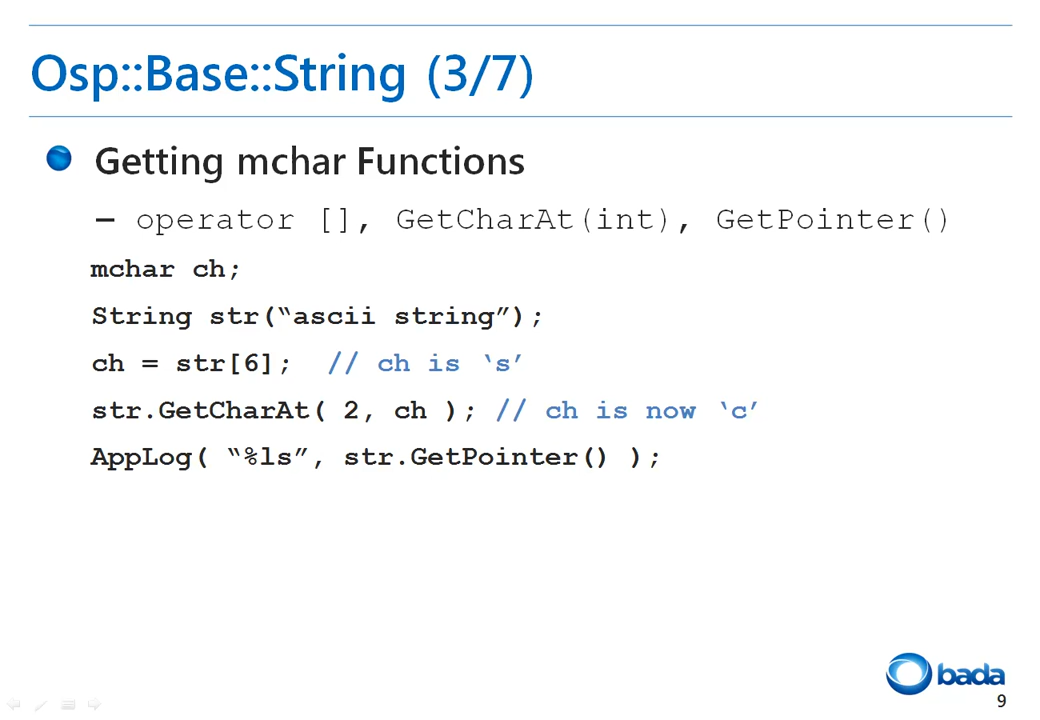 Osp::Base::String (3/7)
Getting mchar Functions
– operator [], GetCharAt(int), GetPointer()
mchar ch;
String str(“ascii string”);
ch = str[6];  // ch is ‘s’
str.GetCharAt( 2, ch ); // ch is now ‘c’
AppLog( “%ls”, str.GetPointer() );
bada
9